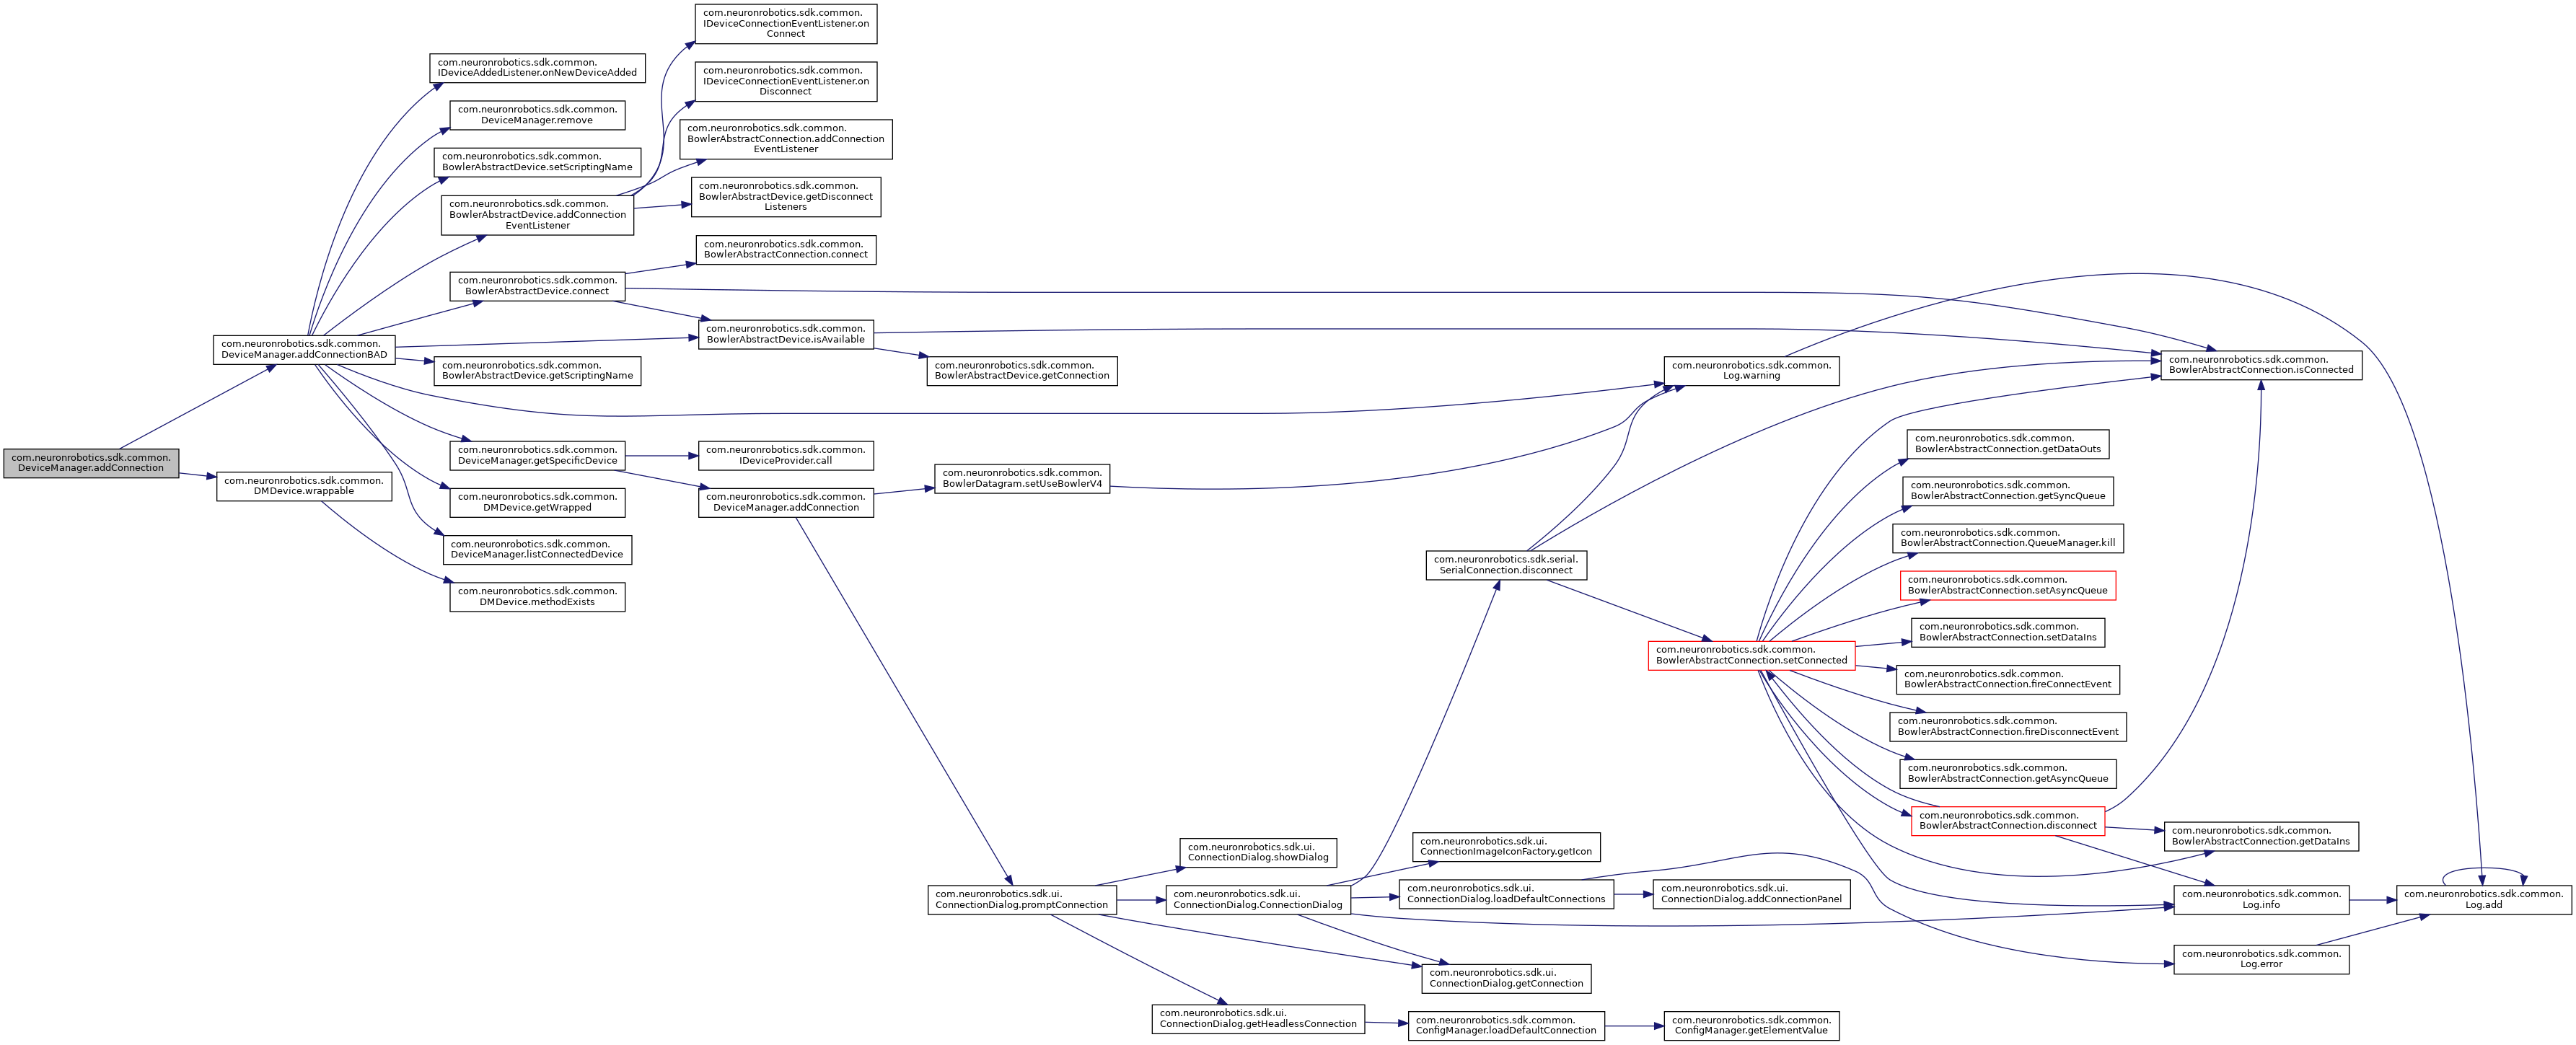 com.neuronrobotics.sdk.common.
DeviceManager.addConnection
com.neuronrobotics.sdk.common.
DeviceManager.addConnectionBAD
com.neuronrobotics.sdk.common.
DMDevice.wrappable
com.neuronrobotics.sdk.common.
IDeviceAddedListener.onNewDeviceAdded
com.neuronrobotics.sdk.common.
DeviceManager.remove
com.neuronrobotics.sdk.common.
BowlerAbstractDevice.setScriptingName
com.neuronrobotics.sdk.common.
BowlerAbstractDevice.addConnection
EventListener
com.neuronrobotics.sdk.common.
BowlerAbstractDevice.connect
com.neuronrobotics.sdk.common.
BowlerAbstractDevice.getScriptingName
com.neuronrobotics.sdk.common.
DeviceManager.getSpecificDevice
com.neuronrobotics.sdk.common.
DMDevice.getWrapped
com.neuronrobotics.sdk.common.
DeviceManager.listConnectedDevice
com.neuronrobotics.sdk.common.
DMDevice.methodExists
com.neuronrobotics.sdk.common.
IDeviceConnectionEventListener.on
Connect
com.neuronrobotics.sdk.common.
IDeviceConnectionEventListener.on
Disconnect
com.neuronrobotics.sdk.common.
BowlerAbstractConnection.addConnection
EventListener
com.neuronrobotics.sdk.common.
BowlerAbstractDevice.getDisconnect
Listeners
com.neuronrobotics.sdk.common.
BowlerAbstractConnection.connect
com.neuronrobotics.sdk.common.
BowlerAbstractDevice.isAvailable
com.neuronrobotics.sdk.common.
IDeviceProvider.call
com.neuronrobotics.sdk.common.
DeviceManager.addConnection
com.neuronrobotics.sdk.common.
BowlerAbstractDevice.getConnection
com.neuronrobotics.sdk.common.
BowlerDatagram.setUseBowlerV4
com.neuronrobotics.sdk.ui.
ConnectionDialog.promptConnection
com.neuronrobotics.sdk.ui.
ConnectionDialog.showDialog
com.neuronrobotics.sdk.ui.
ConnectionDialog.ConnectionDialog
com.neuronrobotics.sdk.ui.
ConnectionDialog.getHeadlessConnection
com.neuronrobotics.sdk.serial.
SerialConnection.disconnect
com.neuronrobotics.sdk.ui.
ConnectionImageIconFactory.getIcon
com.neuronrobotics.sdk.ui.
ConnectionDialog.loadDefaultConnections
com.neuronrobotics.sdk.ui.
ConnectionDialog.getConnection
com.neuronrobotics.sdk.common.
ConfigManager.loadDefaultConnection
com.neuronrobotics.sdk.common.
Log.warning
com.neuronrobotics.sdk.common.
BowlerAbstractConnection.setConnected
com.neuronrobotics.sdk.ui.
ConnectionDialog.addConnectionPanel
com.neuronrobotics.sdk.common.
ConfigManager.getElementValue
com.neuronrobotics.sdk.common.
BowlerAbstractConnection.getDataOuts
com.neuronrobotics.sdk.common.
BowlerAbstractConnection.getSyncQueue
com.neuronrobotics.sdk.common.
BowlerAbstractConnection.QueueManager.kill
com.neuronrobotics.sdk.common.
BowlerAbstractConnection.setAsyncQueue
com.neuronrobotics.sdk.common.
BowlerAbstractConnection.setDataIns
com.neuronrobotics.sdk.common.
BowlerAbstractConnection.fireConnectEvent
com.neuronrobotics.sdk.common.
BowlerAbstractConnection.fireDisconnectEvent
com.neuronrobotics.sdk.common.
BowlerAbstractConnection.getAsyncQueue
com.neuronrobotics.sdk.common.
BowlerAbstractConnection.disconnect
com.neuronrobotics.sdk.common.
BowlerAbstractConnection.isConnected
com.neuronrobotics.sdk.common.
BowlerAbstractConnection.getDataIns
com.neuronrobotics.sdk.common.
Log.info
com.neuronrobotics.sdk.common.
Log.error
com.neuronrobotics.sdk.common.
Log.add